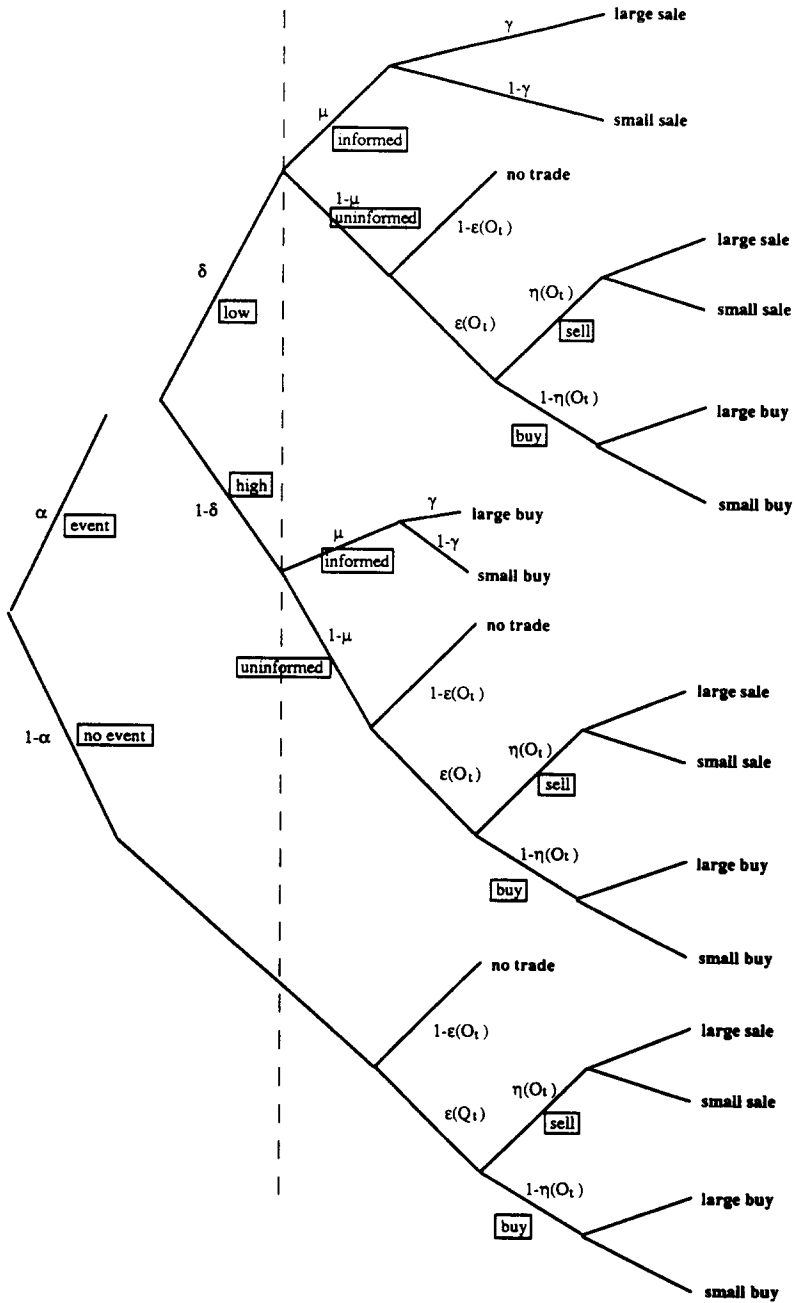 γ
large sale
1-γ
small sale
μ
informed
1-μ
uninformed
no trade
1-ε(Oₜ)
large sale
η(Oₜ)
small sale
sell
ε(Oₜ)
1-η(Oₜ)
large buy
buy
small buy
δ
low
high
1-δ
α
event
μ
informed
γ
large buy
1-γ
small buy
1-μ
uninformed
no trade
1-ε(Oₜ)
large sale
η(Oₜ)
small sale
sell
ε(Oₜ)
1-η(Oₜ)
large buy
buy
small buy
1-α
no event
no trade
1-ε(Oₜ)
large sale
η(Oₜ)
small sale
sell
ε(Qₜ)
1-η(Oₜ)
large buy
buy
small buy